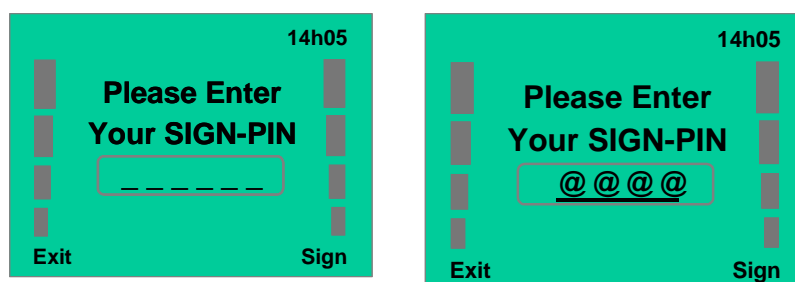 14h05
Please Enter
Your SIGN-PIN
_ _ _ _ _ _
Exit Sign
14h05
Please Enter
Your SIGN-PIN
@ @ @ @
Exit Sign